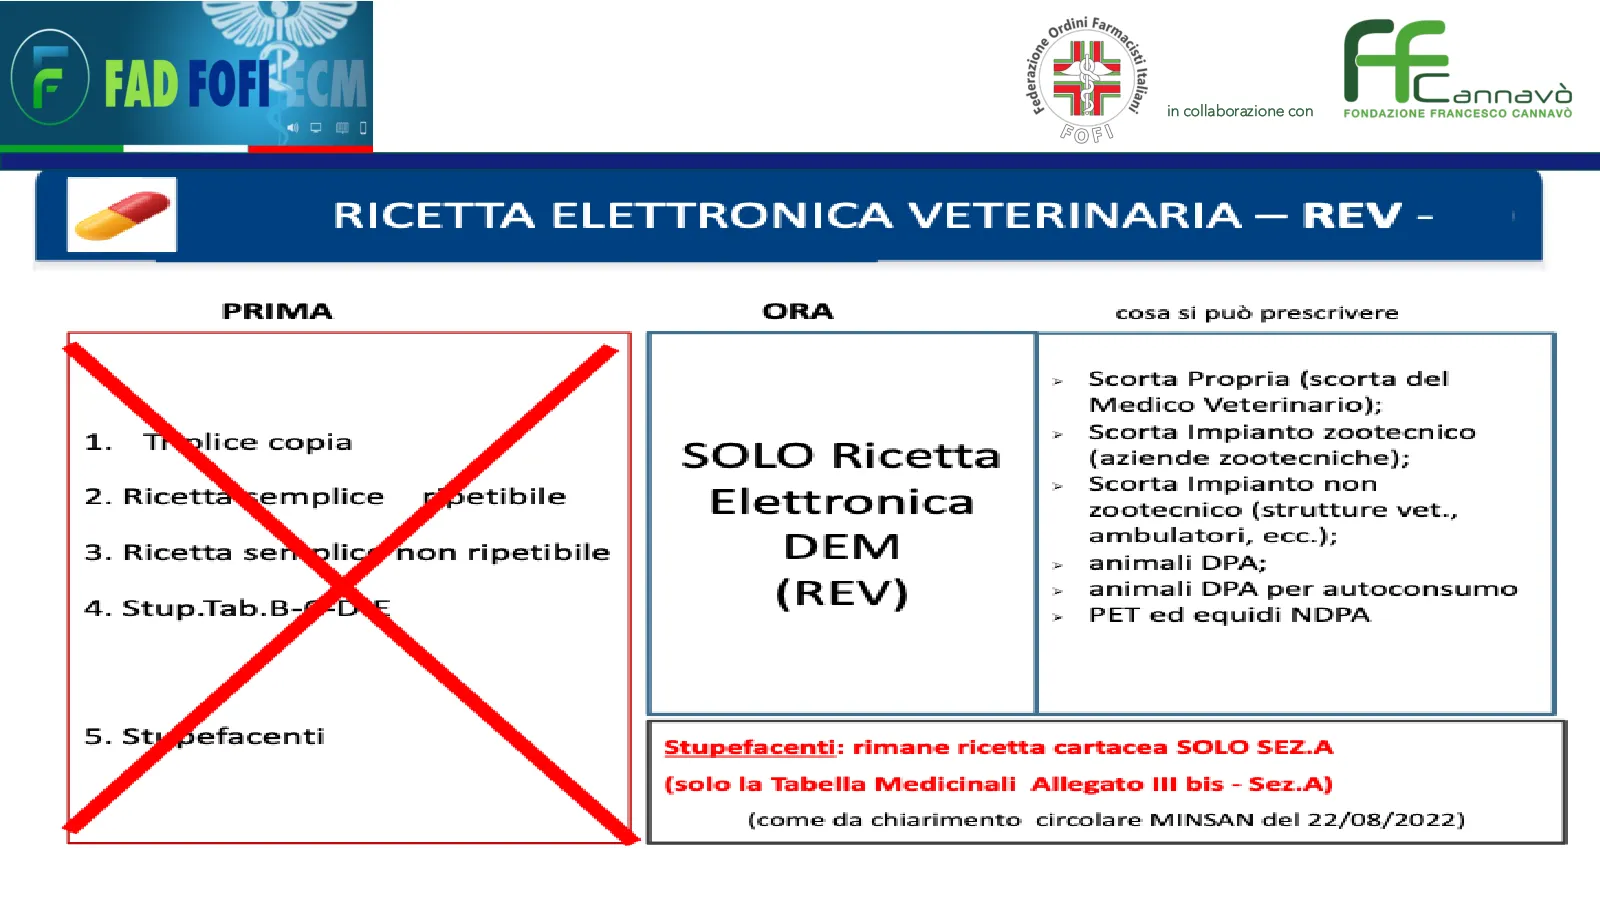 FAD FOFI ECM
Federazione Ordini Farmacisti Italiani
FOFI
in collaborazione con
Cannavò
FONDAZIONE FRANCESCO CANNAVÒ
RICETTA ELETTRONICA VETERINARIA – REV -
PRIMA
1. Triplice copia
2. Ricetta semplice ripetibile
3. Ricetta semplice non ripetibile
4. Stup.Tab.B-C-D-E
5. Stupefacenti
ORA
SOLO Ricetta
Elettronica
DEM
(REV)
cosa si può prescrivere
➢ Scorta Propria (scorta del
Medico Veterinario);
➢ Scorta Impianto zootecnico
(aziende zootecniche);
➢ Scorta Impianto non
zootecnico (strutture vet.,
ambulatori, ecc.);
➢ animali DPA;
➢ animali DPA per autoconsumo
➢ PET ed equidi NDPA
Stupefacenti: rimane ricetta cartacea SOLO SEZ.A
(solo la Tabella Medicinali Allegato III bis - Sez.A)
(come da chiarimento circolare MINSAN del 22/08/2022)